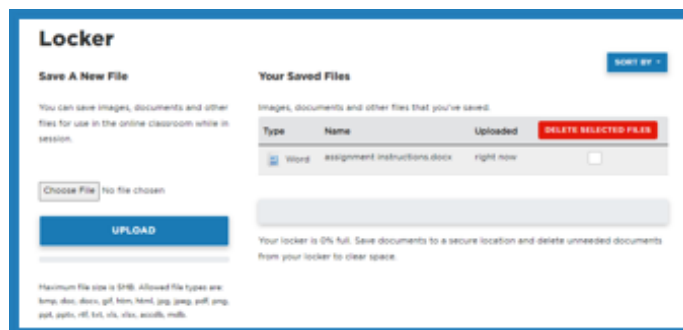 Locker
SORT BY
Save A New File
Your Saved Files
You can save images, documents and other
files for use in the online classroom while in
session.
Images, documents and other files that you've saved.
Type Name Uploaded DELETE SELECTED FILES
Word assignment instructions.docx right now
Choose File No file chosen
UPLOAD
Your locker is 0% full. Save documents to a secure location and delete unneeded documents
from your locker to clear space.
Maximum file size is 5MB. Allowed file types are:
bmp, doc, docx, gif, htm, html, jpg, jpeg, pdf, png,
ppt, pptx, rtf, txt, xls, xlsx, accdb, mdb.